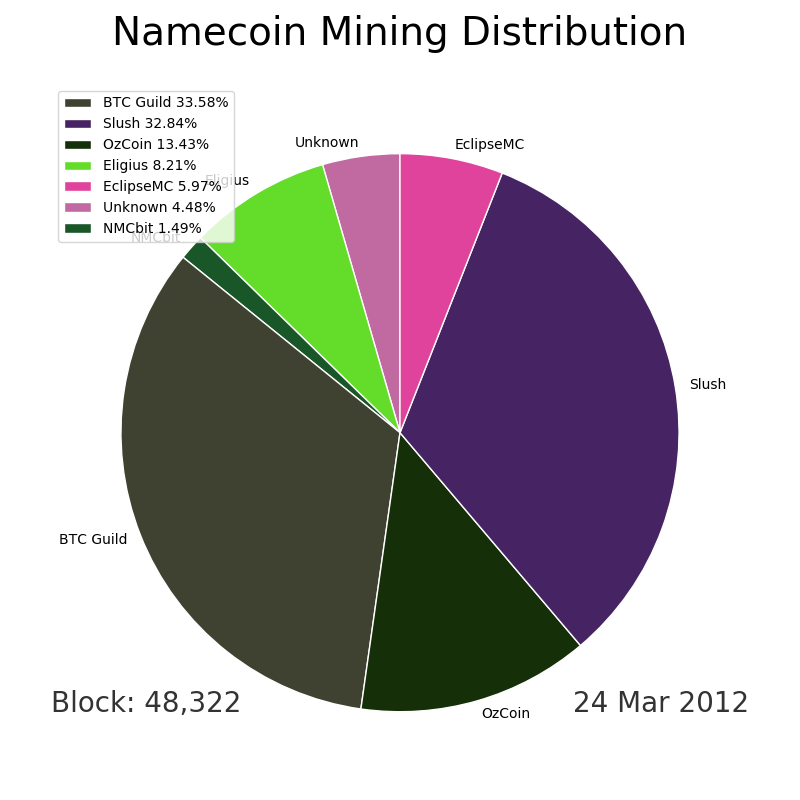 Namecoin Mining Distribution
BTC Guild 33.58%
Slush 32.84%
OzCoin 13.43%
Eligius 8.21%
EclipseMC 5.97%
Unknown 4.48%
NMCbit 1.49%
Unknown
EclipseMC
Eligius
NMCbit
Slush
BTC Guild
OzCoin
Block: 48,322
24 Mar 2012